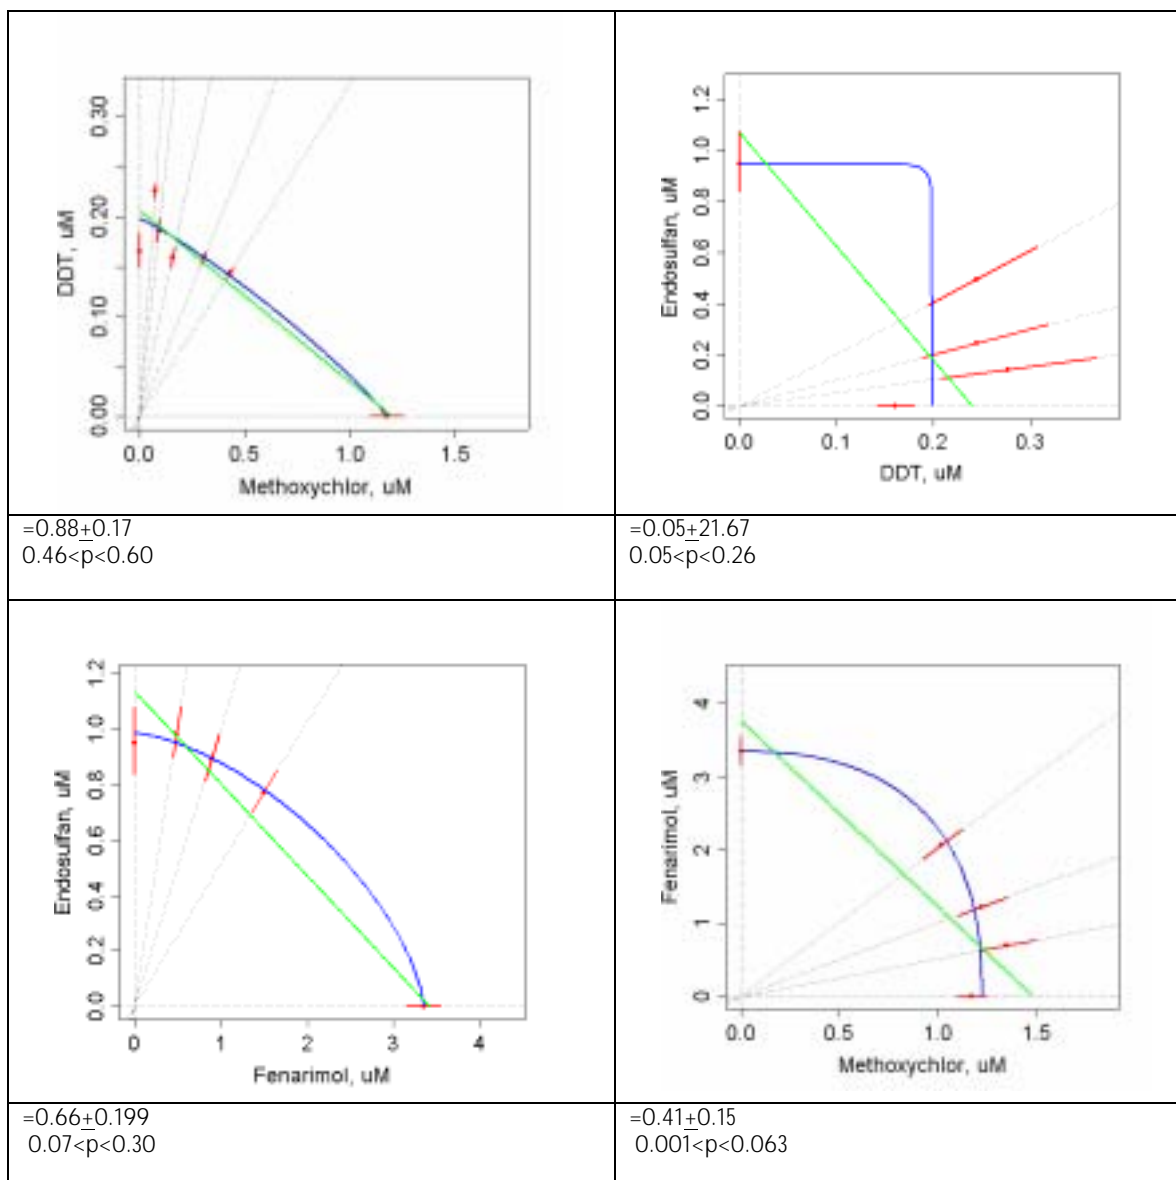 0.30
0.20
0.10
0.00
DDT, uM
0.0 0.5 1.0 1.5
Methoxychlor, uM
1.2
1.0
0.8
0.6
0.4
0.2
0.0
Endosulfan, uM
0.0 0.1 0.2 0.3
DDT, uM
=0.88+0.17
0.46<p<0.60
=0.05+21.67
0.05<p<0.26
1.2
1.0
0.8
0.6
0.4
0.2
0.0
Endosulfan, uM
0 1 2 3 4
Fenarimol, uM
4
3
2
1
0
Fenarimol, uM
0.0 0.5 1.0 1.5
Methoxychlor, uM
=0.66+0.199
0.07<p<0.30
=0.41+0.15
0.001<p<0.063